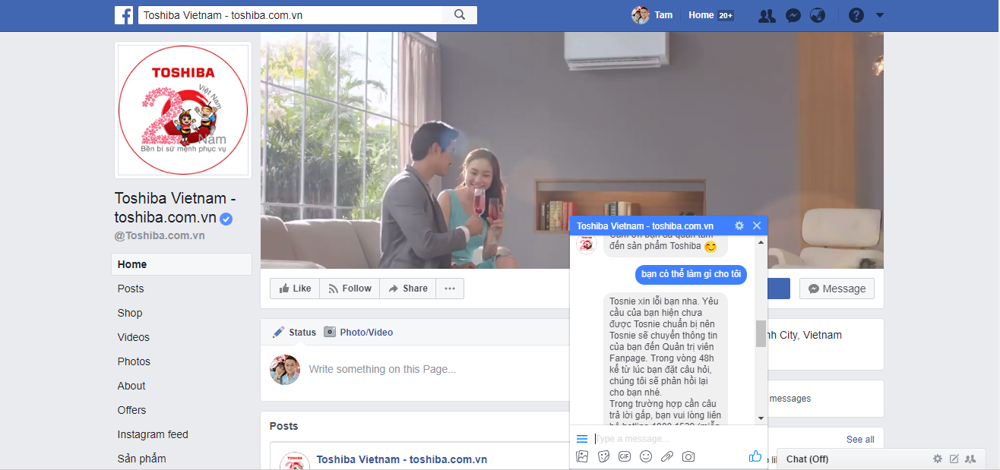 Toshiba Vietnam - toshiba.com.vn
Tam
Home 20+
TOSHIBA
20
Việt Nam
Năm
Bền bỉ sứ mệnh phục vụ
Toshiba Vietnam -
toshiba.com.vn
@Toshiba.com.vn
Home
Posts
Shop
Videos
Photos
About
Offers
Instagram feed
Sản phẩm
Like
Follow
Share
Message
Status
Photo/Video
Write something on this Page...
Posts
Toshiba Vietnam - toshiba.com.vn
Toshiba Vietnam - toshiba.com.vn
Cảm ơn bạn đã quan tâm
đến sản phẩm Toshiba
bạn có thể làm gì cho tôi
Tosnie xin lỗi bạn nha. Yêu
cầu của bạn hiện chưa
được Tosnie chuẩn bị nên
Tosnie sẽ chuyển thông tin
của bạn đến Quản trị viên
Fanpage. Trong vòng 48h
kể từ lúc bạn đặt câu hỏi,
chúng tôi sẽ phản hồi lại
cho bạn nhé.
Trong trường hợp cần câu
trả lời gấp, bạn vui lòng liên
hệ hotline 1800 1529 (miễn
Type a message...
GIF
nh City, Vietnam
messages
See all
Chat (Off)